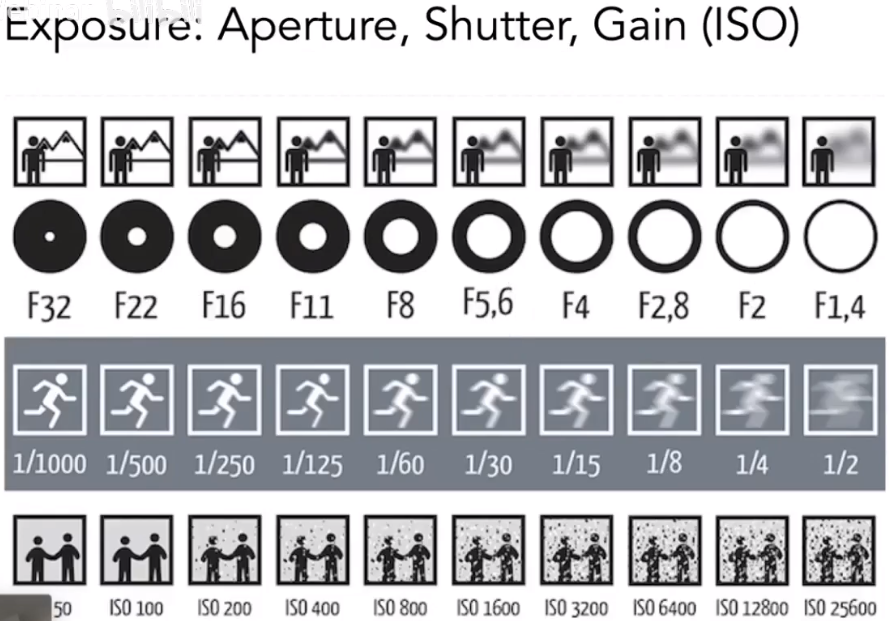 Exposure: Aperture, Shutter, Gain (ISO)
F32 F22 F16 F11 F8 F5,6 F4 F2,8 F2 F1,4
1/1000 1/500 1/250 1/125 1/60 1/30 1/15 1/8 1/4 1/2
50 ISO 100 ISO 200 ISO 400 ISO 800 ISO 1600 ISO 3200 ISO 6400 ISO 12800 ISO 25600